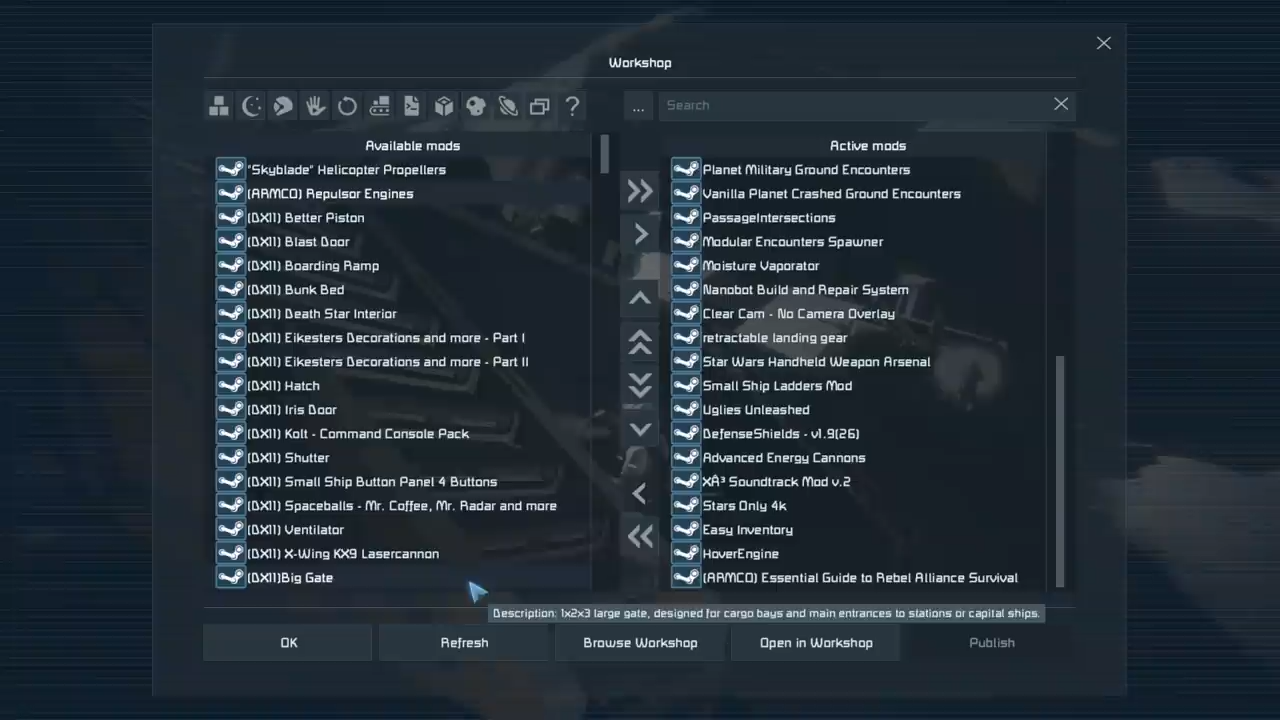 Workshop
...
Search
Available mods
"Skyblade" Helicopter Propellers
(ARMCO) Repulsor Engines
(DX11) Better Piston
(DX11) Blast Door
(DX11) Boarding Ramp
(DX11) Bunk Bed
(DX11) Death Star Interior
(DX11) Eikesters Decorations and more - Part I
(DX11) Eikesters Decorations and more - Part II
(DX11) Hatch
(DX11) Iris Door
(DX11) Kolt - Command Console Pack
(DX11) Shutter
(DX11) Small Ship Button Panel 4 Buttons
(DX11) Spaceballs - Mr. Coffee, Mr. Radar and more
(DX11) Ventilator
(DX11) X-Wing KX9 Lasercannon
(DX11)Big Gate
Active mods
Planet Military Ground Encounters
Vanilla Planet Crashed Ground Encounters
PassageIntersections
Modular Encounters Spawner
Moisture Vaporator
Nanobot Build and Repair System
Clear Cam - No Camera Overlay
retractable landing gear
Star Wars Handheld Weapon Arsenal
Small Ship Ladders Mod
Uglies Unleashed
DefenseShields - v1.9(26)
Advanced Energy Cannons
XÂ³ Soundtrack Mod v.2
Stars Only 4k
Easy Inventory
HoverEngine
(ARMCO) Essential Guide to Rebel Alliance Survival
Description: 1x2x3 large gate, designed for cargo bays and main entrances to stations or capital ships.
OK
Refresh
Browse Workshop
Open in Workshop
Publish